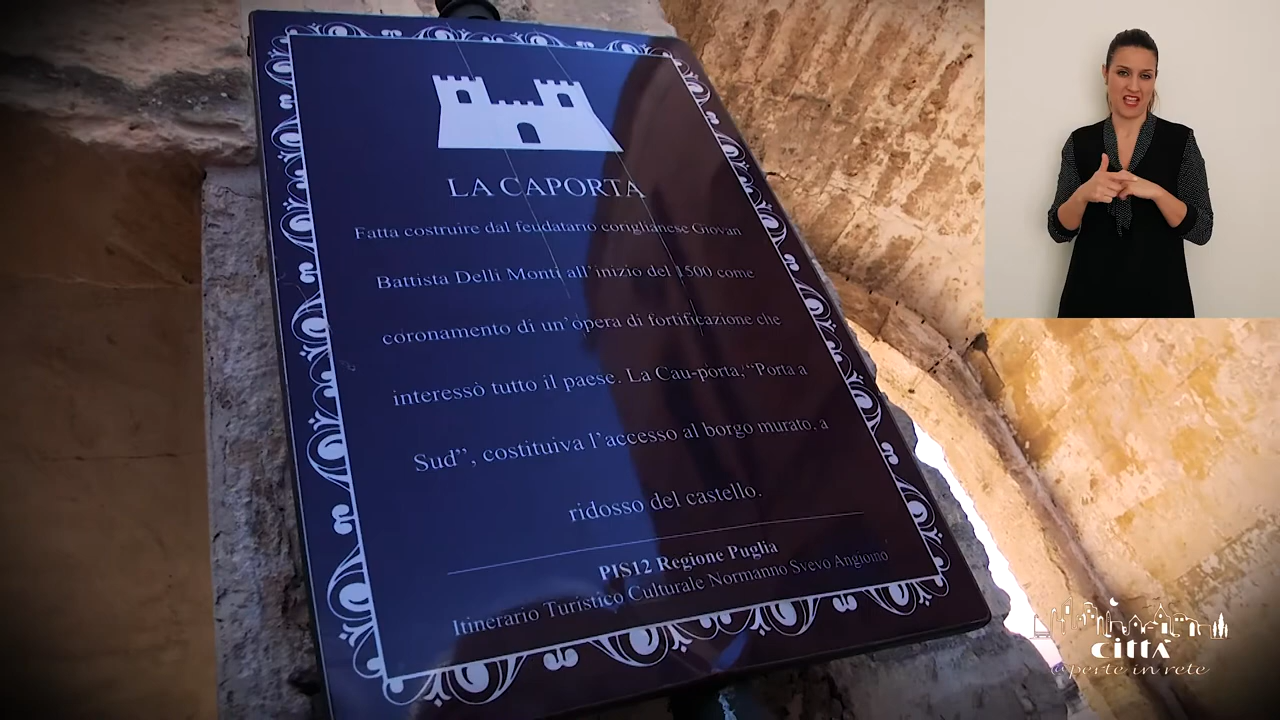 LA CAPORTA
Fatta costruire dal feudatario coriglianese Giovan
Battista Delli Monti all'inizio del 1500 come
coronamento di un'opera di fortificazione che
interessò tutto il paese. La Cau-porta, "Porta a
Sud", costituiva l'accesso al borgo murato, a
ridosso del castello.
PIS12 Regione Puglia
Itinerario Turistico Culturale Normanno Svevo Angioino
Città
aperte in rete